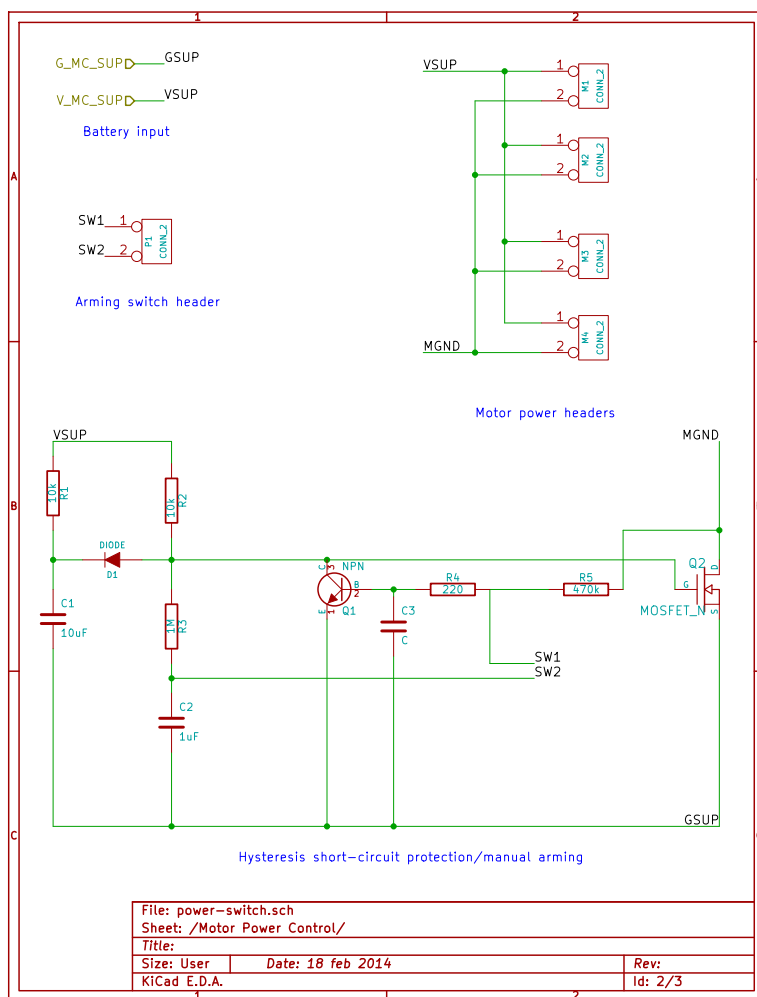 1 2
G_MC_SUP GSUP
V_MC_SUP VSUP
Battery input
VSUP
1 M1 CONN_2
2
1 M2 CONN_2
2
A
SW1 1 P1 CONN_2
SW2 2
1 M3 CONN_2
2
Arming switch header
1 M4 CONN_2
MGND 2
Motor power headers
VSUP MGND
10k R1
10k R2
B
DIODE
D1
C 3 NPN
B 2
E 1 Q1
R4
220
R5
470k
Q2
D
G
S
MOSFET_N
C1
10uF
1M R3
C3
C
SW1
SW2
C2
1uF
GSUP
C
Hysteresis short-circuit protection/manual arming
File: power-switch.sch
Sheet: /Motor Power Control/
Title:
Size: User Date: 18 feb 2014 Rev:
KiCad E.D.A. Id: 2/3
1 2